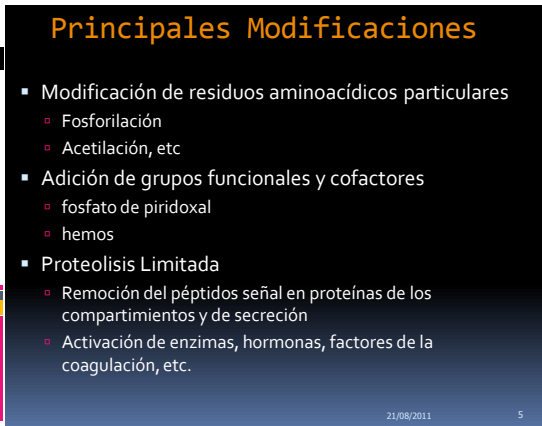 Principales Modificaciones
Modificación de residuos aminoacídicos particulares
Fosforilación
Acetilación, etc
Adición de grupos funcionales y cofactores
fosfato de piridoxal
hemos
Proteolisis Limitada
Remoción del péptidos señal en proteínas de los
compartimientos y de secreción
Activación de enzimas, hormonas, factores de la
coagulación, etc.
21/08/2011 5